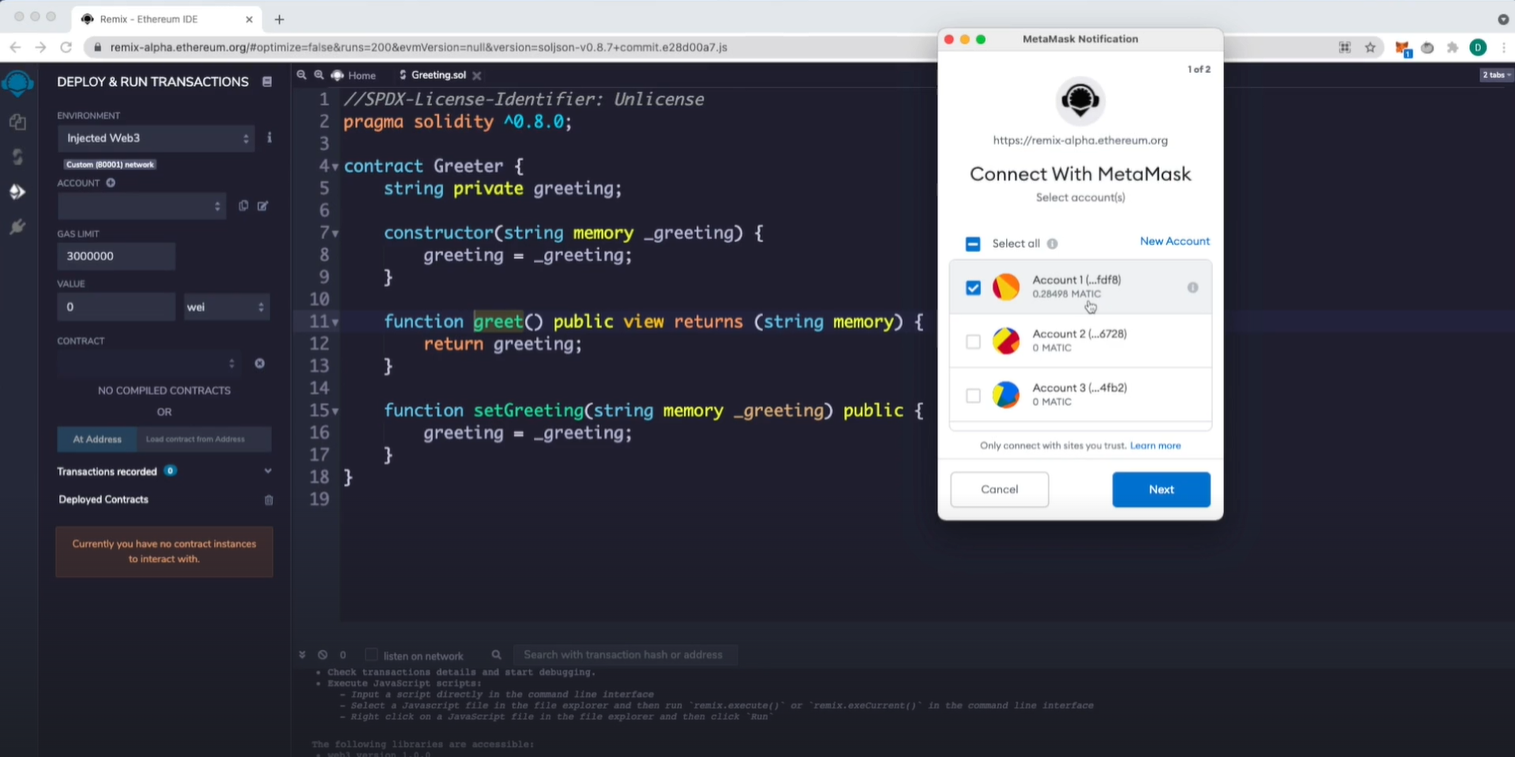 Remix - Ethereum IDE
remix-alpha.ethereum.org/#optimize=false&runs=200&evmVersion=null&version=soljson-v0.8.7+commit.e28d00a7.js
1
D
2 tabs
DEPLOY & RUN TRANSACTIONS
ENVIRONMENT
Injected Web3
i
Custom (80001) network
ACCOUNT
GAS LIMIT
3000000
VALUE
0
wei
CONTRACT
NO COMPILED CONTRACTS
OR
At Address
Load contract from Address
Transactions recorded 0
Deployed Contracts
Currently you have no contract instances
to interact with.
Home
Greeting.sol
1 //SPDX-License-Identifier: Unlicense
2 pragma solidity ^0.8.0;
3
4 contract Greeter {
5 string private greeting;
6
7 constructor(string memory _greeting) {
8 greeting = _greeting;
9 }
10
11 function greet() public view returns (string memory) {
12 return greeting;
13 }
14
15 function setGreeting(string memory _greeting) public {
16 greeting = _greeting;
17 }
18 }
19
0
listen on network
Search with transaction hash or address
• Check transactions details and start debugging.
• Execute JavaScript scripts:
- Input a script directly in the command line interface
- Select a Javascript file in the file explorer and then run `remix.execute()` or `remix.exeCurrent()` in the command line interface
- Right click on a JavaScript file in the file explorer and then click `Run`
The following libraries are accessible:
• web3 version 1.0.0
MetaMask Notification
1 of 2
https://remix-alpha.ethereum.org
Connect With MetaMask
Select account(s)
Select all
New Account
Account 1 (...fdf8)
0.28498 MATIC
Account 2 (...6728)
0 MATIC
Account 3 (...4fb2)
0 MATIC
Only connect with sites you trust. Learn more
Cancel
Next